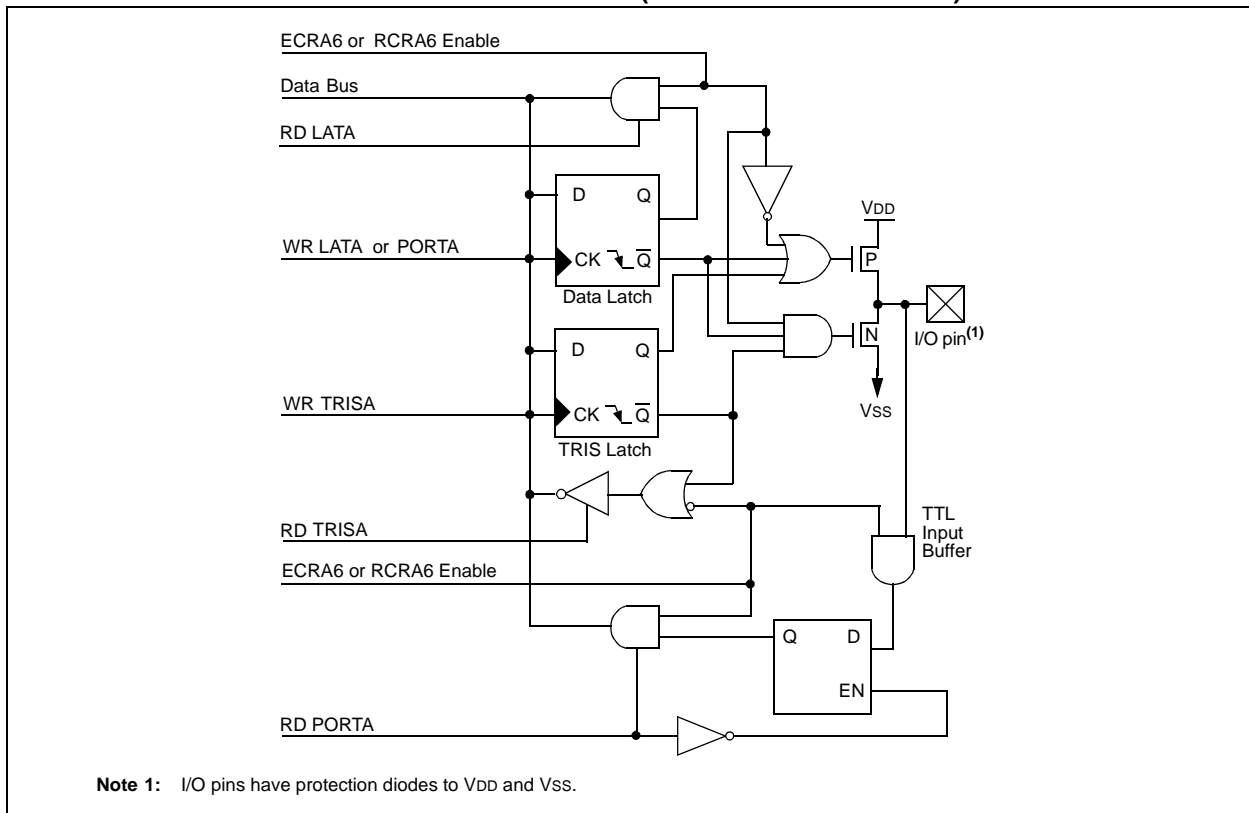 ECRA6 or RCRA6 Enable
Data Bus
RD LATA
D Q
VDD
WR LATA or PORTA
CK Q
P
Data Latch
N
I/O pin(1)
D Q
WR TRISA
CK Q
VSS
TRIS Latch
TTL
Input
Buffer
RD TRISA
ECRA6 or RCRA6 Enable
Q D
EN
RD PORTA
Note 1: I/O pins have protection diodes to VDD and VSS.